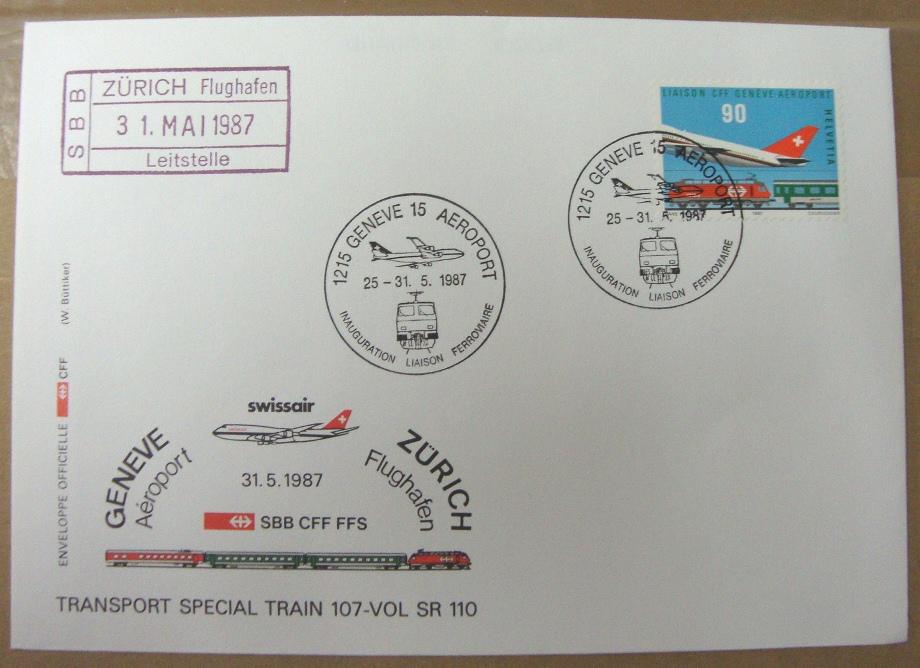 SBB
ZÜRICH Flughafen
31. MAI 1987
Leitstelle
LIAISON CFF GENÈVE-AÉROPORT
90
HELVETIA
1215 GENEVE 15 AEROPORT
25-31. 5. 1987
INAUGURATION LIAISON FERROVIAIRE
1215 GENEVE 15 AEROPORT
25-31. 5. 1987
INAUGURATION LIAISON FERROVIAIRE
ENVELOPPE OFFICIELLE CFF (W. Büttiker)
swissair
GENEVE
Aéroport
ZÜRICH
Flughafen
31.5.1987
SBB CFF FFS
TRANSPORT SPECIAL TRAIN 107-VOL SR 110